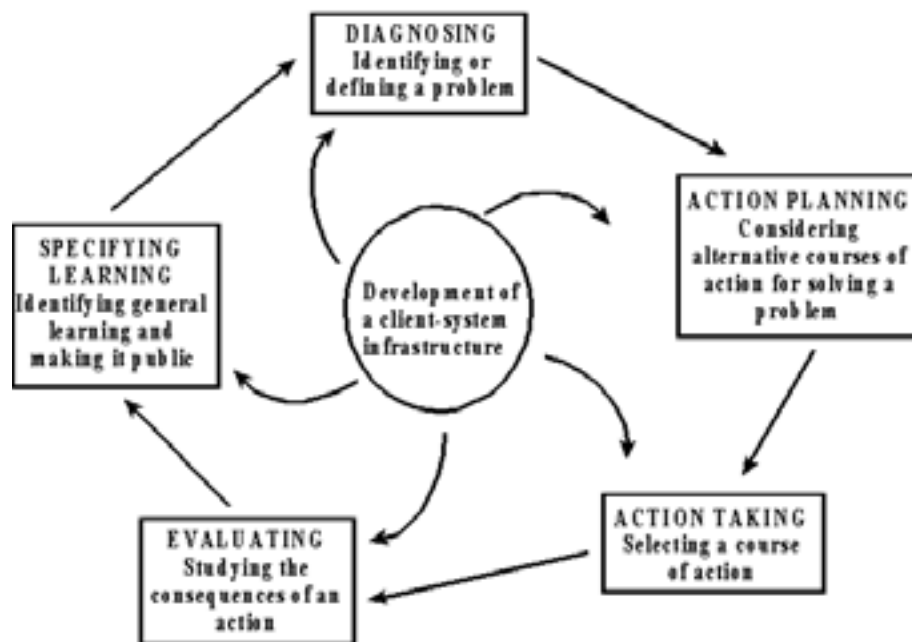 DIAGNOSING
Identifying or
defining a problem
ACTION PLANNING
Considering
alternative courses of
action for solving a
problem
SPECIFYING
LEARNING
Identifying general
learning and
making it public
Development of
a client-system
infrastructure
ACTION TAKING
Selecting a course
of action
EVALUATING
Studying the
consequences of an
action